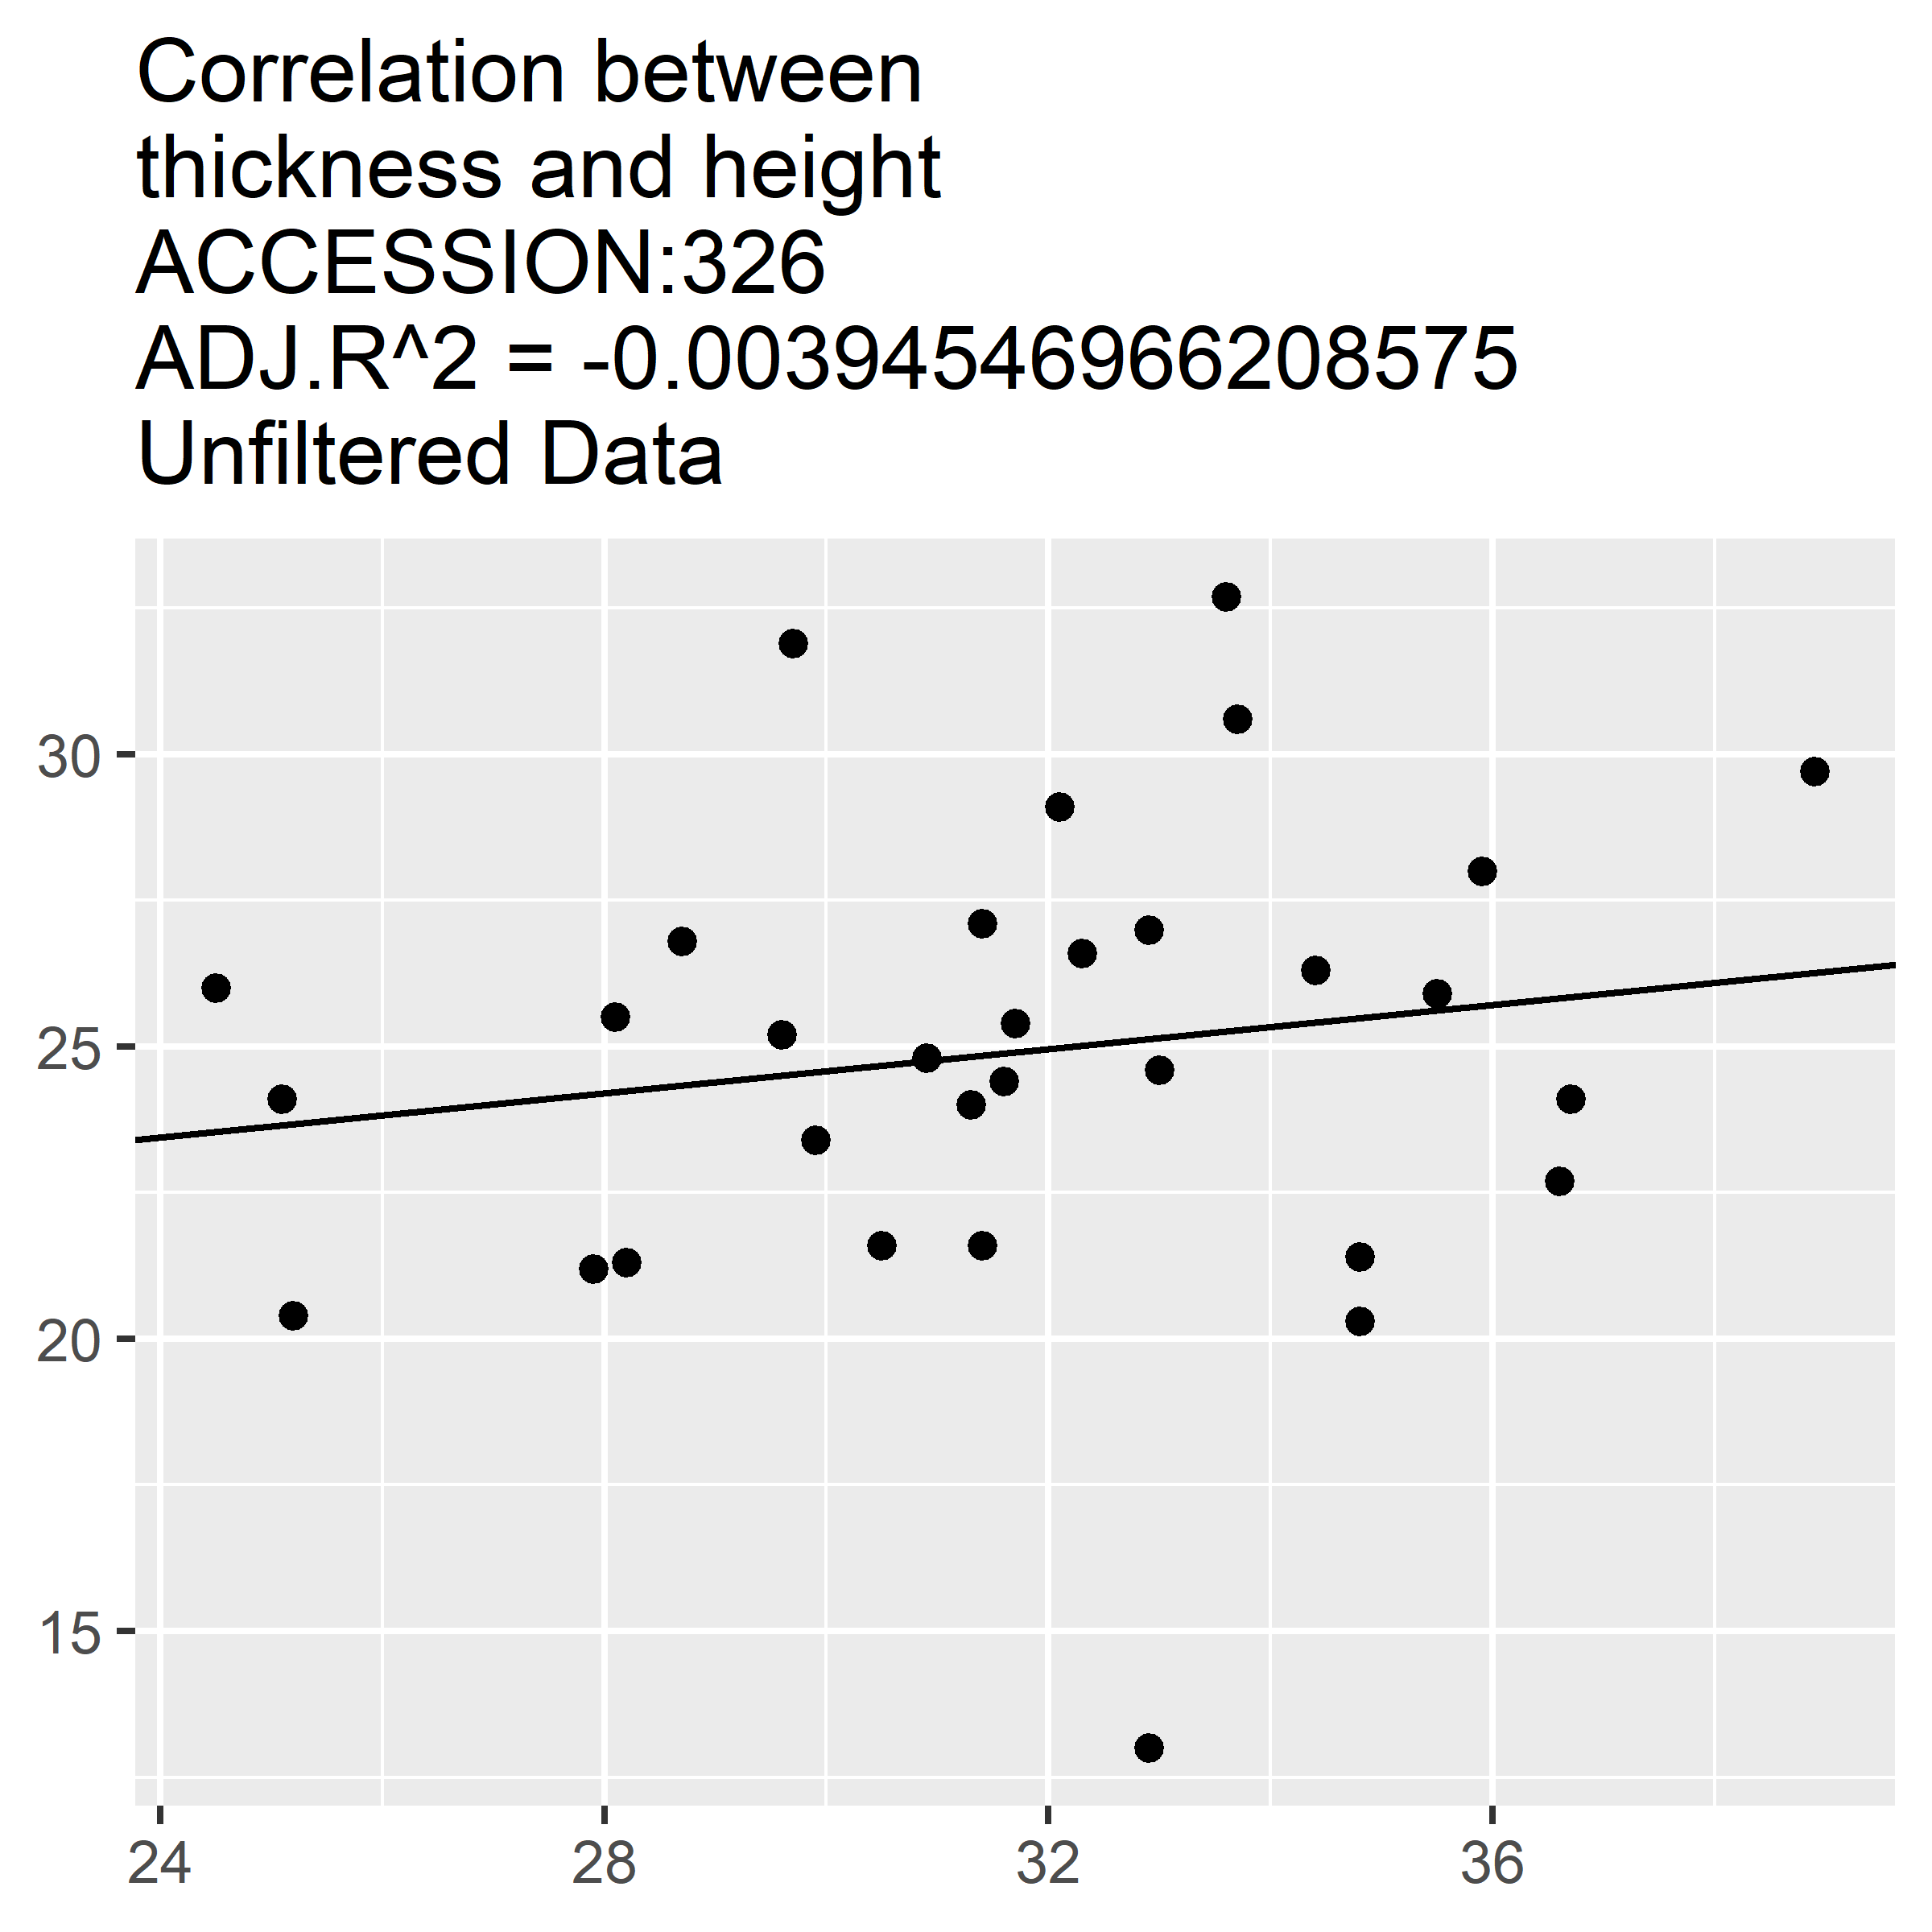 Correlation between
thickness and height
ACCESSION:326
ADJ.R^2 = -0.00394546966208575
Unfiltered Data
30
25
20
15
24 28 32 36